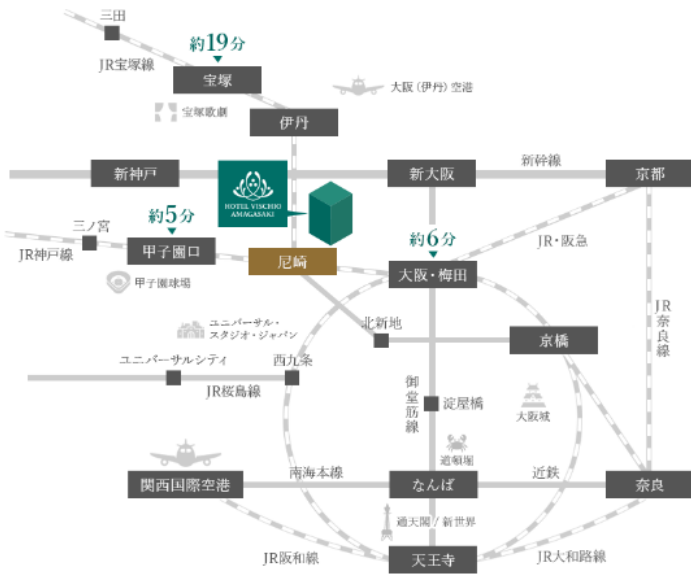 三田
約19分
JR宝塚線
宝塚
大阪（伊丹）空港
宝塚歌劇
伊丹
新幹線
新神戸
新大阪
京都
HOTEL VISCHIO
AMAGASAKI
約5分
三ノ宮
甲子園口
約6分
JR・阪急
JR神戸線
尼崎
大阪・梅田
甲子園球場
JR奈良線
ユニバーサル・
スタジオ・ジャパン
北新地
京橋
ユニバーサルシティ
西九条
JR桜島線
御堂筋線
淀屋橋
大阪城
道頓堀
南海本線
近鉄
関西国際空港
なんば
奈良
通天閣 / 新世界
JR阪和線
天王寺
JR大和路線